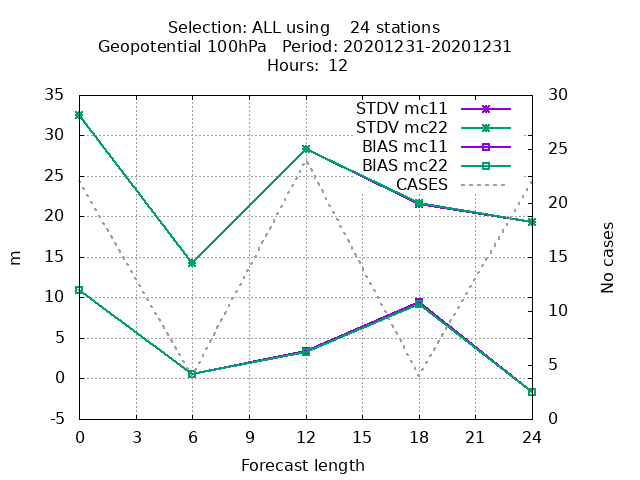 Selection: ALL using    24 stations
Geopotential 100hPa   Period: 20201231-20201231
Hours:  12
STDV mc11
STDV mc22
BIAS mc11
BIAS mc22
CASES
35
30
25
20
15
10
5
0
-5
m
30
25
20
15
10
5
0
No cases
0 3 6 9 12 15 18 21 24
Forecast length